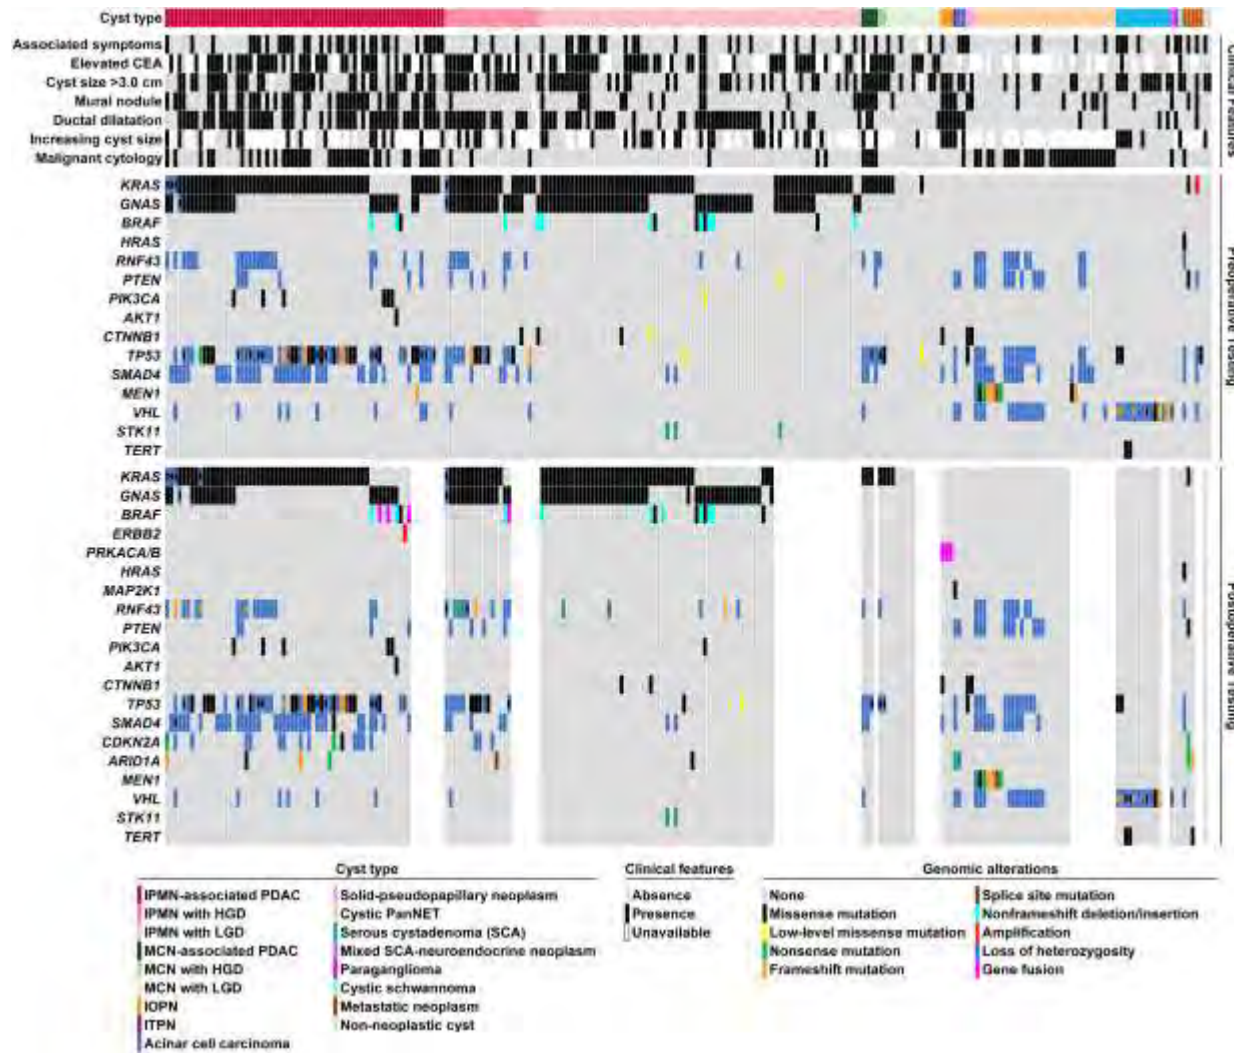 Cyst type
Associated symptoms
Elevated CEA
Cyst size >3.0 cm
Mural nodule
Ductal dilatation
Increasing cyst size
Malignant cytology
Clinical Features
KRAS
GNAS
BRAF
HRAS
RNF43
PTEN
PIK3CA
AKT1
CTNNB1
TP53
SMAD4
MEN1
VHL
STK11
TERT
Preoperative Testing
KRAS
GNAS
BRAF
ERBB2
PRKACA/B
HRAS
MAP2K1
RNF43
PTEN
PIK3CA
AKT1
CTNNB1
TP53
SMAD4
CDKN2A
ARID1A
MEN1
VHL
STK11
TERT
Postoperative Testing
Cyst type
IPMN-associated PDAC
IPMN with HGD
IPMN with LGD
MCN-associated PDAC
MCN with HGD
MCN with LGD
IOPN
ITPN
Acinar cell carcinoma
Solid-pseudopapillary neoplasm
Cystic PanNET
Serous cystadenoma (SCA)
Mixed SCA-neuroendocrine neoplasm
Paraganglioma
Cystic schwannoma
Metastatic neoplasm
Non-neoplastic cyst
Clinical features
Absence
Presence
Unavailable
Genomic alterations
None
Missense mutation
Low-level missense mutation
Nonsense mutation
Frameshift mutation
Splice site mutation
Nonframeshift deletion/insertion
Amplification
Loss of heterozygosity
Gene fusion